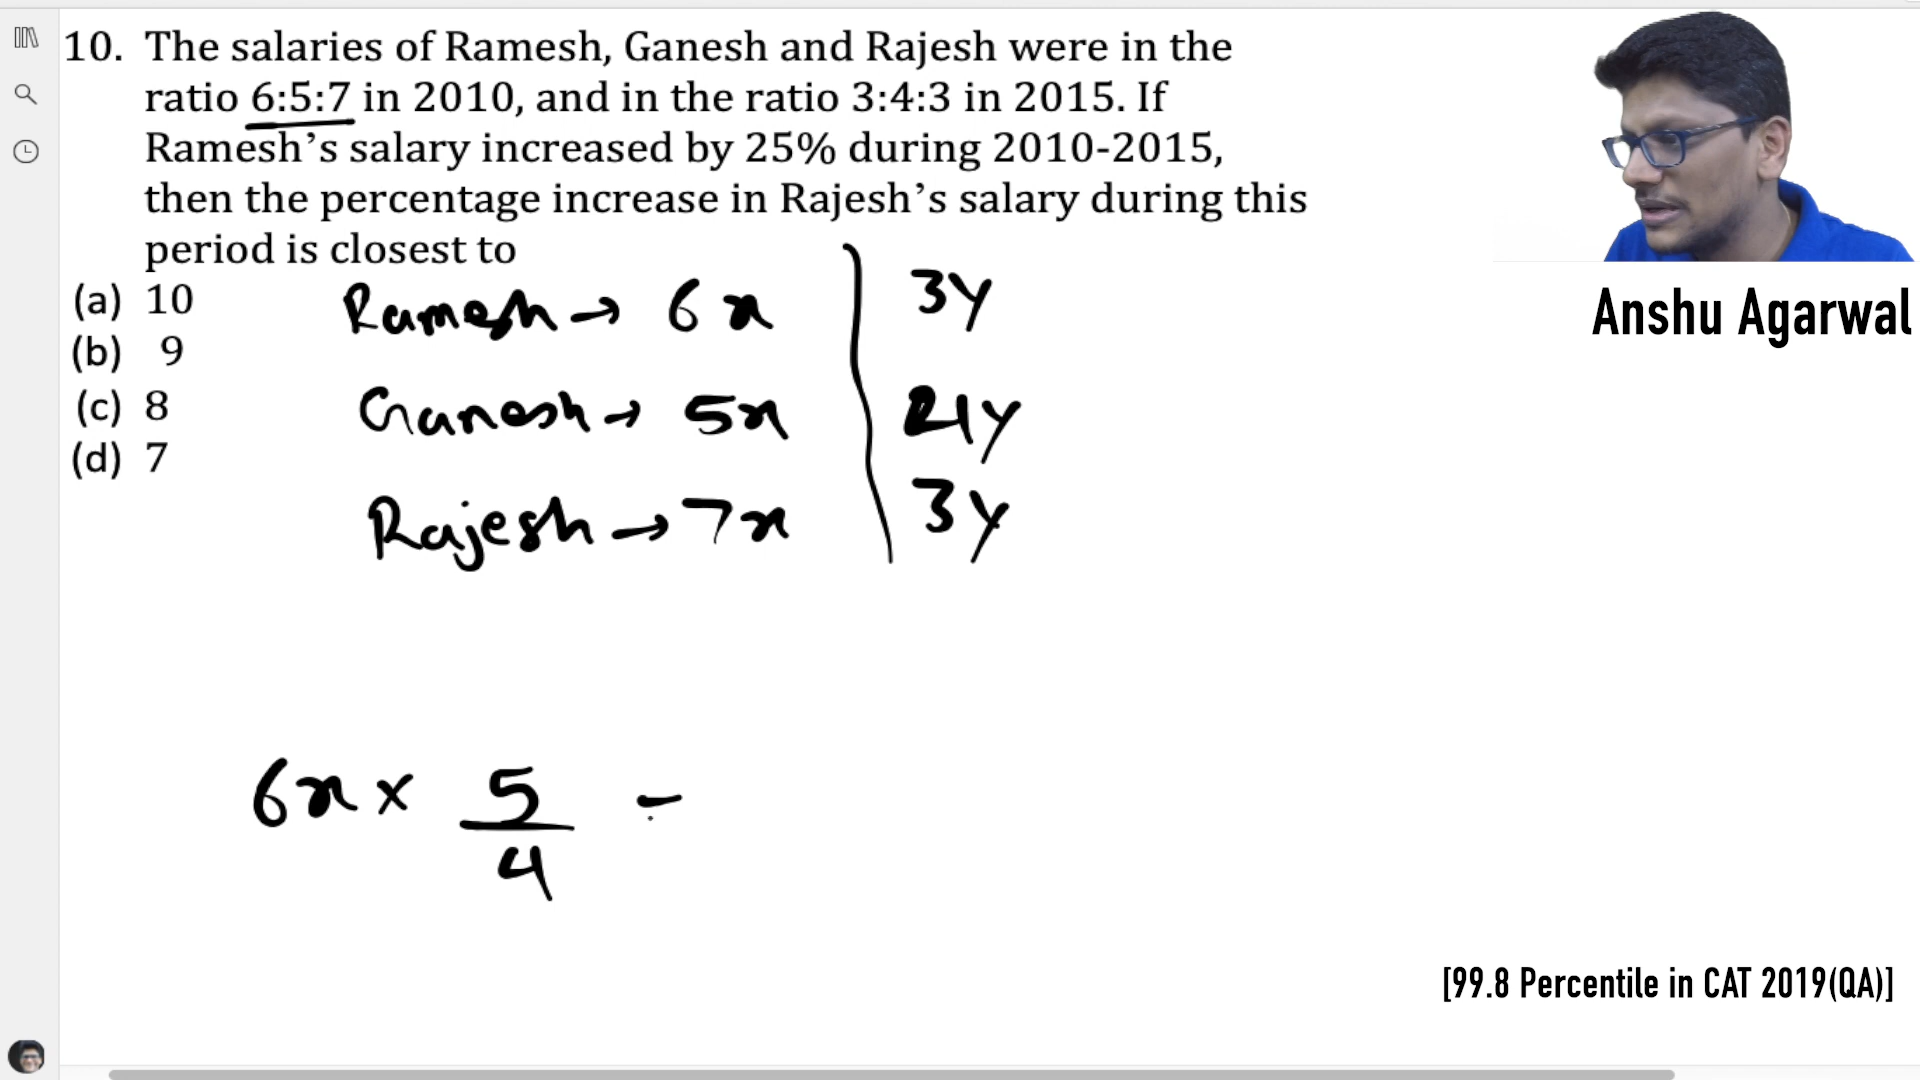 10. The salaries of Ramesh, Ganesh and Rajesh were in the
ratio 6:5:7 in 2010, and in the ratio 3:4:3 in 2015. If
Ramesh’s salary increased by 25% during 2010-2015,
then the percentage increase in Rajesh’s salary during this
period is closest to
(a) 10
(b) 9
(c) 8
(d) 7
Ramesh → 6x 3y
Ganesh → 5x 4y
Rajesh → 7x 3y
6x × 5/4 =
Anshu Agarwal
[99.8 Percentile in CAT 2019(QA)]